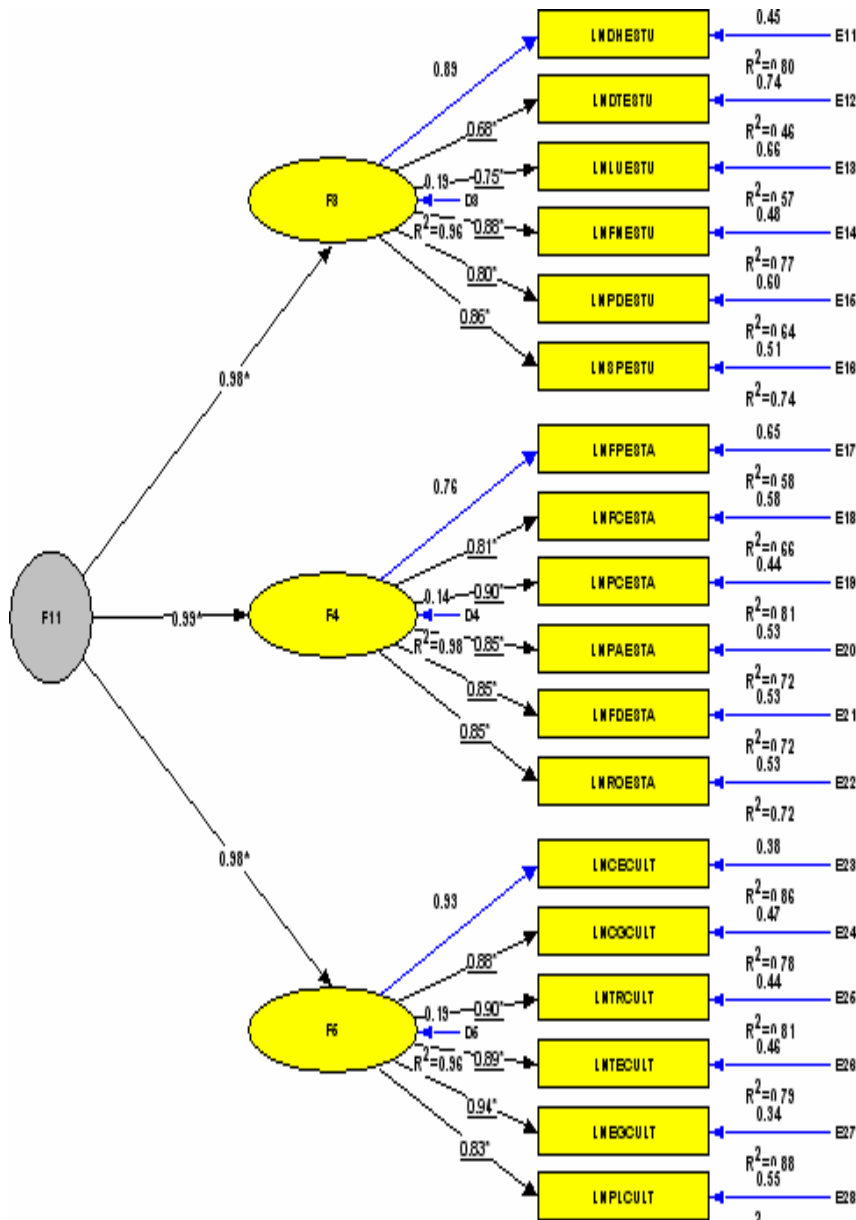 0.45
LNDHESTU E11
0.89
R2=0.80
0.74
LNDTESTU E12
0.68*
R2=0.46
0.66
LNLUESTU E13
0.19 0.75*
F3 D3
R2=0.57
0.48
R2=0.96 0.88*
LNFNESTU E14
R2=0.77
0.60
0.80*
LNPDESTU E15
0.86*
R2=0.64
0.51
LNSPESTU E16
0.98*
R2=0.74
0.65
LNFPESTA E17
0.76
R2=0.58
0.58
LNFCESTA E18
0.81*
R2=0.66
0.44
LNPCESTA E19
0.14 0.90*
F11 0.99* F4 D4
R2=0.81
0.53
R2=0.98 0.85*
LNPAESTA E20
R2=0.72
0.53
0.85*
LNFDESTA E21
0.85*
R2=0.72
0.53
LNROESTA E22
R2=0.72
0.38
0.98*
LNCECULT E23
0.93
R2=0.86
0.47
LNCGCULT E24
0.88*
R2=0.78
0.44
LNTRCULT E25
0.19 0.90*
F5 D5
R2=0.81
0.46
R2=0.96 0.89*
LNTECULT E26
R2=0.79
0.34
0.94*
LNEGCULT E27
0.83*
R2=0.88
0.55
LNPLCULT E28